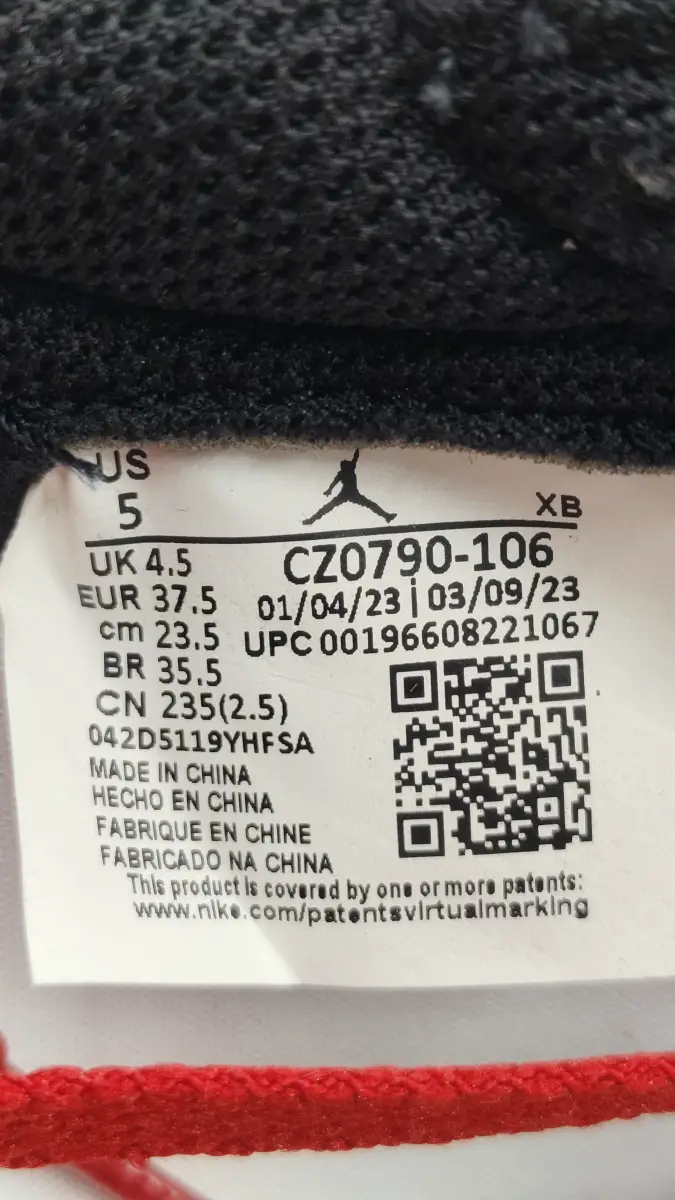 US
5
XB
UK 4.5
CZ0790-106
EUR 37.5
01/04/23 | 03/09/23
cm 23.5
UPC 00196608221067
BR 35.5
CN 235(2.5)
042D5119YHFSA
MADE IN CHINA
HECHO EN CHINA
FABRIQUE EN CHINE
FABRICADO NA CHINA
This product is covered by one or more patents:
www.nike.com/patentsvirtualmarking